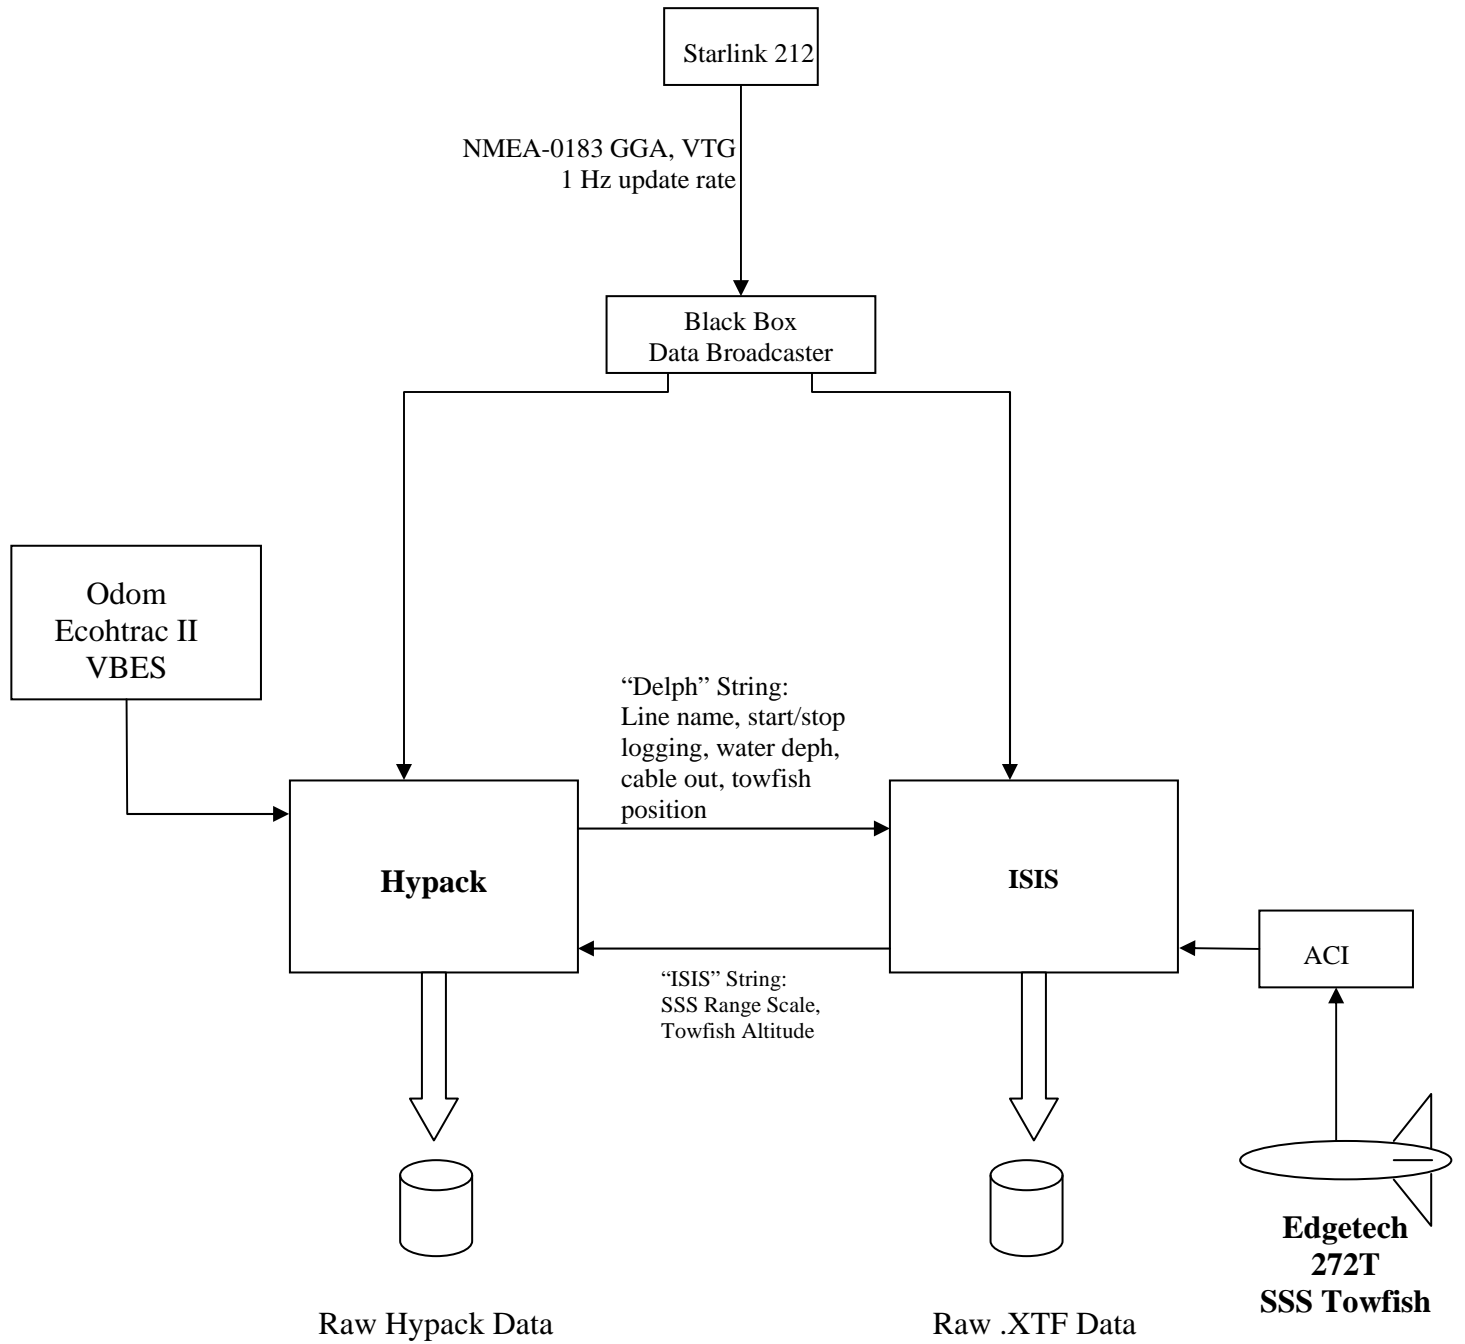 Starlink 212
NMEA-0183 GGA, VTG
1 Hz update rate
Black Box
Data Broadcaster
Odom
Ecohtrac II
VBES
“Delph” String:
Line name, start/stop
logging, water deph,
cable out, towfish
position
Hypack
ISIS
ACI
“ISIS” String:
SSS Range Scale,
Towfish Altitude
Edgetech
272T
SSS Towfish
Raw Hypack Data
Raw .XTF Data